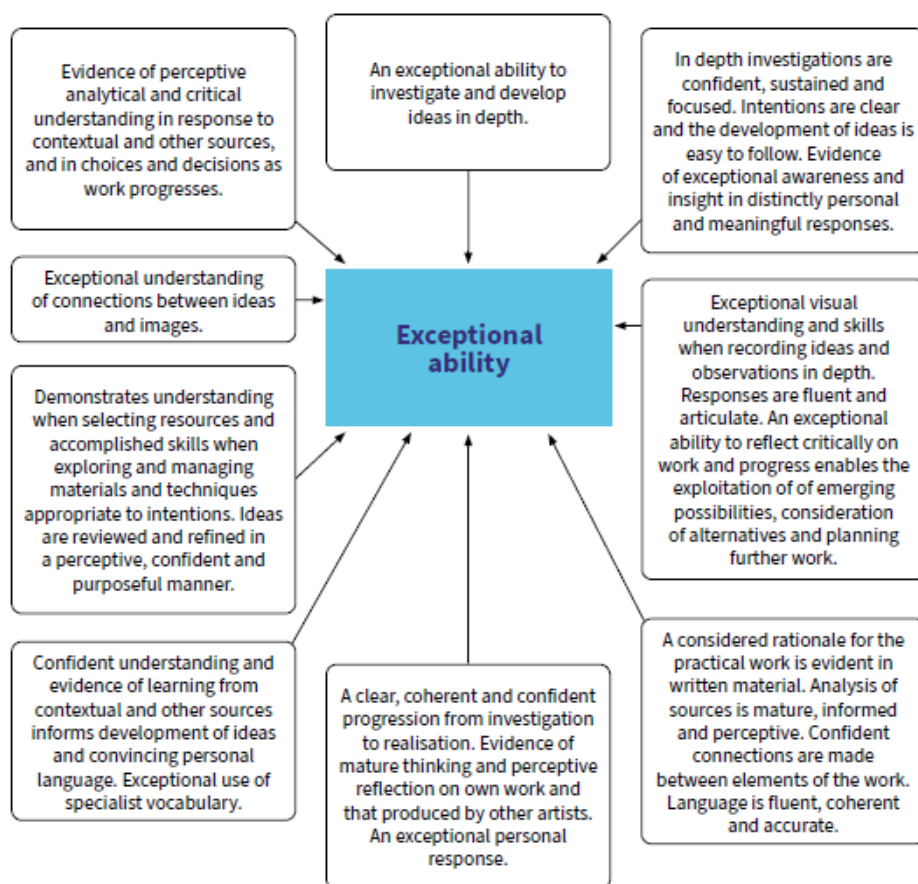 Evidence of perceptive
analytical and critical
understanding in response to
contextual and other sources,
and in choices and decisions as
work progresses.
An exceptional ability to
investigate and develop
ideas in depth.
In depth investigations are
confident, sustained and
focused. Intentions are clear
and the development of ideas is
easy to follow. Evidence
of exceptional awareness and
insight in distinctly personal
and meaningful responses.
Exceptional understanding
of connections between ideas
and images.
Exceptional
ability
Exceptional visual
understanding and skills
when recording ideas and
observations in depth.
Responses are fluent and
articulate. An exceptional
ability to reflect critically on
work and progress enables the
exploitation of of emerging
possibilities, consideration
of alternatives and planning
further work.
Demonstrates understanding
when selecting resources and
accomplished skills when
exploring and managing
materials and techniques
appropriate to intentions. Ideas
are reviewed and refined in
a perceptive, confident and
purposeful manner.
Confident understanding and
evidence of learning from
contextual and other sources
informs development of ideas
and convincing personal
language. Exceptional use of
specialist vocabulary.
A clear, coherent and confident
progression from investigation
to realisation. Evidence of
mature thinking and perceptive
reflection on own work and
that produced by other artists.
An exceptional personal
response.
A considered rationale for the
practical work is evident in
written material. Analysis of
sources is mature, informed
and perceptive. Confident
connections are made
between elements of the work.
Language is fluent, coherent
and accurate.